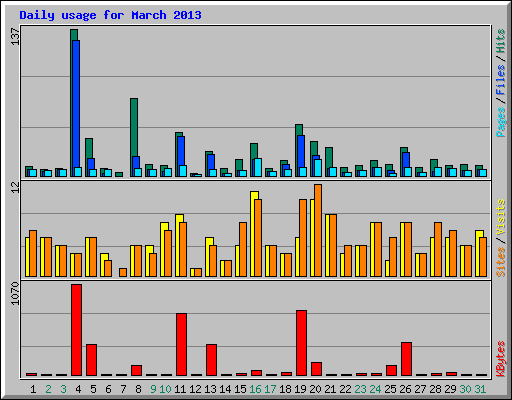 Daily usage for March 2013
137
Pages / Files / Hits
12
Sites / Visits
1070
KBytes
1 2 3 4 5 6 7 8 9 10 11 12 13 14 15 16 17 18 19 20 21 22 23 24 25 26 27 28 29 30 31